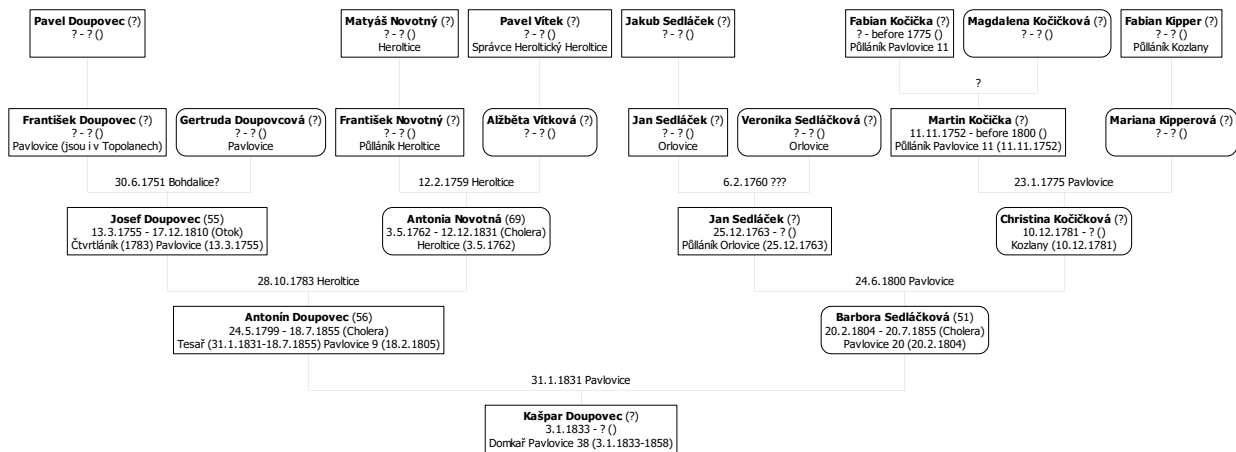 Pavel Doupovec (?)
? - ? ()
Matyáš Novotný (?)
? - ? ()
Heroltice
Pavel Vítek (?)
? - ? ()
Správce Heroltický Heroltice
Jakub Sedláček (?)
? - ? ()
Fabian Kočička (?)
? - before 1775 ()
Půlláník Pavlovice 11
Magdalena Kočičková (?)
? - ? ()
Fabian Kipper (?)
? - ? ()
Půlláník Kozlany
?
František Doupovec (?)
? - ? ()
Pavlovice (jsou i v Topolanech)
Gertruda Doupovcová (?)
? - ? ()
Pavlovice
František Novotný (?)
? - ? ()
Půlláník Heroltice
Alžběta Vítková (?)
? - ? ()
Jan Sedláček (?)
? - ? ()
Orlovice
Veronika Sedláčková (?)
? - ? ()
Orlovice
Martin Kočička (?)
11.11.1752 - before 1800 ()
Půlláník Pavlovice 11 (11.11.1752)
Mariana Kipperová (?)
? - ? ()
30.6.1751 Bohdalice?
12.2.1759 Heroltice
6.2.1760 ???
23.1.1775 Pavlovice
Josef Doupovec (55)
13.3.1755 - 17.12.1810 (Otok)
Čtvrtláník (1783) Pavlovice (13.3.1755)
Antonia Novotná (69)
3.5.1762 - 12.12.1831 (Cholera)
Heroltice (3.5.1762)
Jan Sedláček (?)
25.12.1763 - ? ()
Půlláník Orlovice (25.12.1763)
Christina Kočičková (?)
10.12.1781 - ? ()
Kozlany (10.12.1781)
28.10.1783 Heroltice
24.6.1800 Pavlovice
Antonín Doupovec (56)
24.5.1799 - 18.7.1855 (Cholera)
Tesař (31.1.1831-18.7.1855) Pavlovice 9 (18.2.1805)
Barbora Sedláčková (51)
20.2.1804 - 20.7.1855 (Cholera)
Pavlovice 20 (20.2.1804)
31.1.1831 Pavlovice
Kašpar Doupovec (?)
3.1.1833 - ? ()
Domkař Pavlovice 38 (3.1.1833-1858)